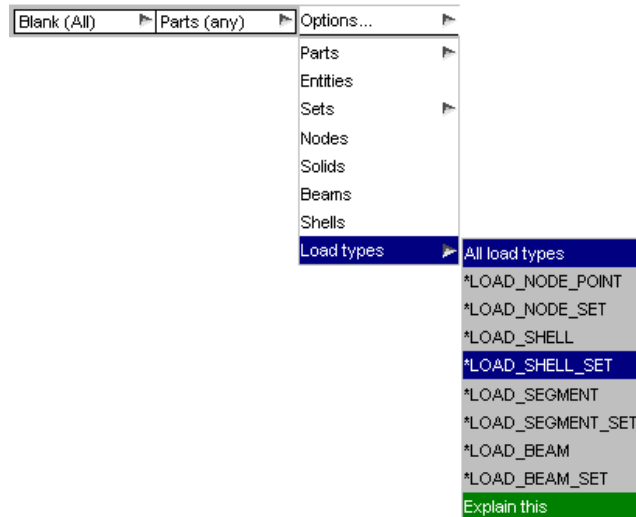 Blank (All) Parts (any) Options...
Parts
Entities
Sets
Nodes
Solids
Beams
Shells
Load types
All load types
*LOAD_NODE_POINT
*LOAD_NODE_SET
*LOAD_SHELL
*LOAD_SHELL_SET
*LOAD_SEGMENT
*LOAD_SEGMENT_SET
*LOAD_BEAM
*LOAD_BEAM_SET
Explain this